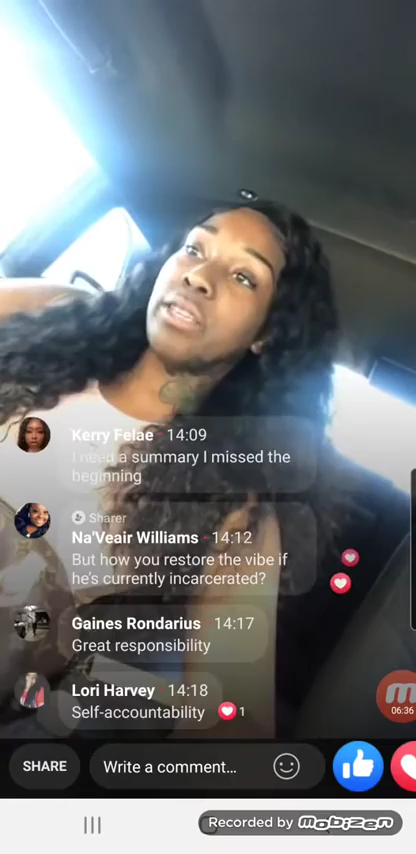 Kerry Felae · 14:09
I need a summary I missed the
beginning
Sharer
Na'Veair Williams · 14:12
But how you restore the vibe if
he's currently incarcerated?
Gaines Rondarius · 14:17
Great responsibility
Lori Harvey · 14:18
Self-accountability 1
06:36
SHARE
Write a comment...
Recorded by mobizen